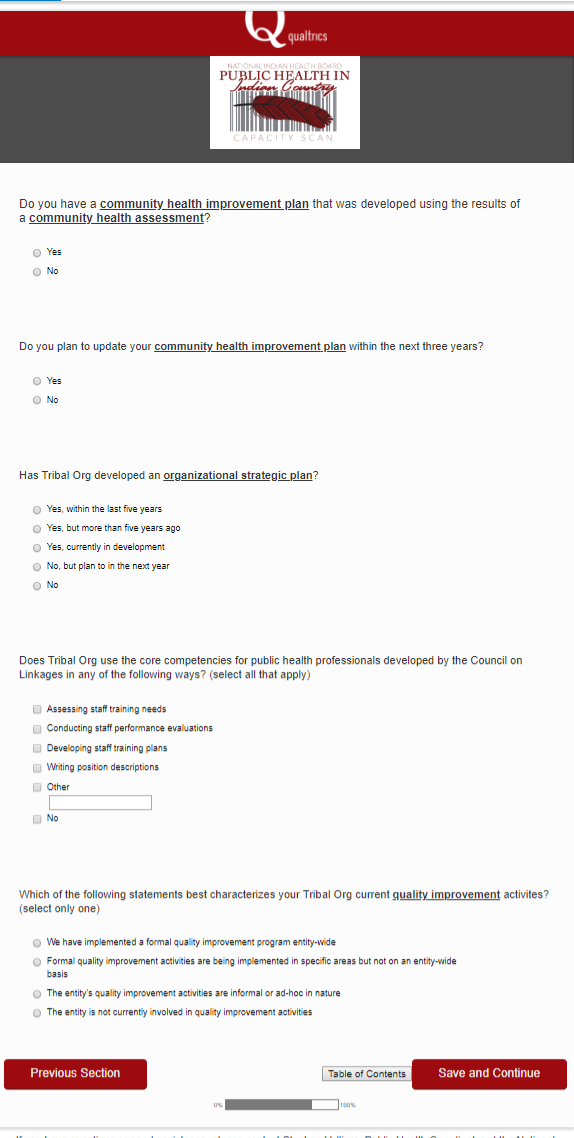 qualtrics
NATIONAL INDIAN HEALTH BOARD
PUBLIC HEALTH IN
Indian Country
CAPACITY SCAN
Do you have a community health improvement plan that was developed using the results of
a community health assessment?
Yes
No
Do you plan to update your community health improvement plan within the next three years?
Yes
No
Has Tribal Org developed an organizational strategic plan?
Yes, within the last five years
Yes, but more than five years ago
Yes, currently in development
No, but plan to in the next year
No
Does Tribal Org use the core competencies for public health professionals developed by the Council on
Linkages in any of the following ways? (select all that apply)
Assessing staff training needs
Conducting staff performance evaluations
Developing staff training plans
Writing position descriptions
Other
No
Which of the following statements best characterizes your Tribal Org current quality improvement activites?
(select only one)
We have implemented a formal quality improvement program entity-wide
Formal quality improvement activities are being implemented in specific areas but not on an entity-wide
basis
The entity's quality improvement activities are informal or ad-hoc in nature
The entity is not currently involved in quality improvement activities
Previous Section
Table of Contents
Save and Continue
0%
100%